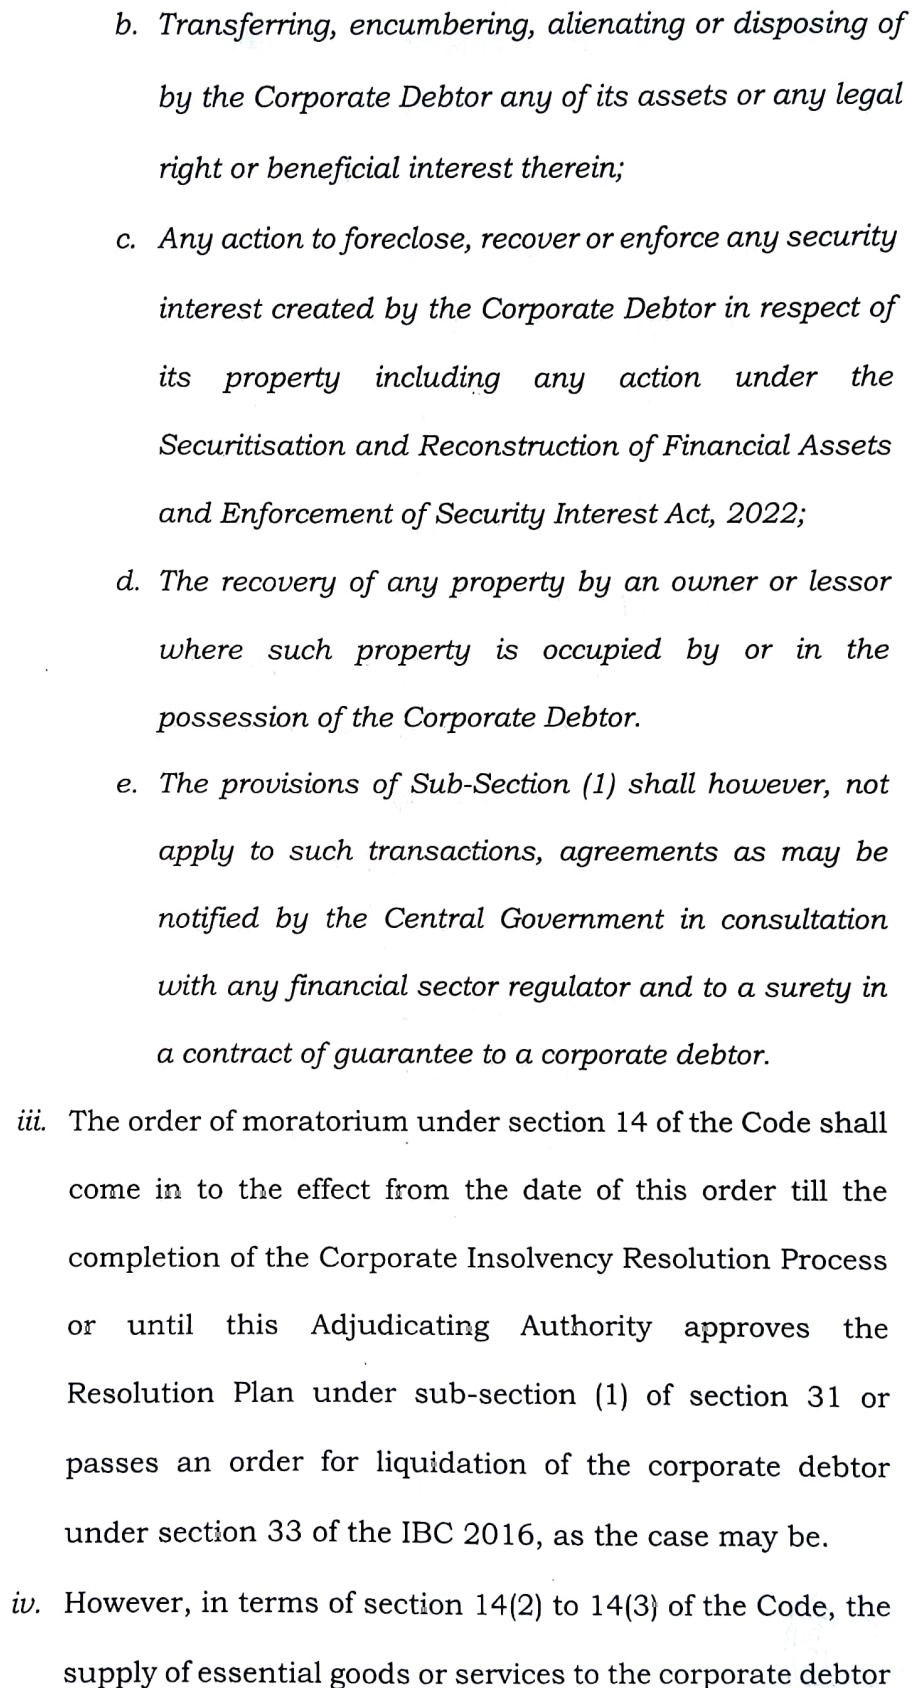 b. Transferring, encumbering, alienating or disposing of
by the Corporate Debtor any of its assets or any legal
right or beneficial interest therein;
c. Any action to foreclose, recover or enforce any security
interest created by the Corporate Debtor in respect of
its property including any action under the
Securitisation and Reconstruction of Financial Assets
and Enforcement of Security Interest Act, 2022;
d. The recovery of any property by an owner or lessor
where such property is occupied by or in the
possession of the Corporate Debtor.
e. The provisions of Sub-Section (1) shall however, not
apply to such transactions, agreements as may be
notified by the Central Government in consultation
with any financial sector regulator and to a surety in
a contract of guarantee to a corporate debtor.
iii. The order of moratorium under section 14 of the Code shall
come in to the effect from the date of this order till the
completion of the Corporate Insolvency Resolution Process
or until this Adjudicating Authority approves the
Resolution Plan under sub-section (1) of section 31 or
passes an order for liquidation of the corporate debtor
under section 33 of the IBC 2016, as the case may be.
iv. However, in terms of section 14(2) to 14(3) of the Code, the
supply of essential goods or services to the corporate debtor